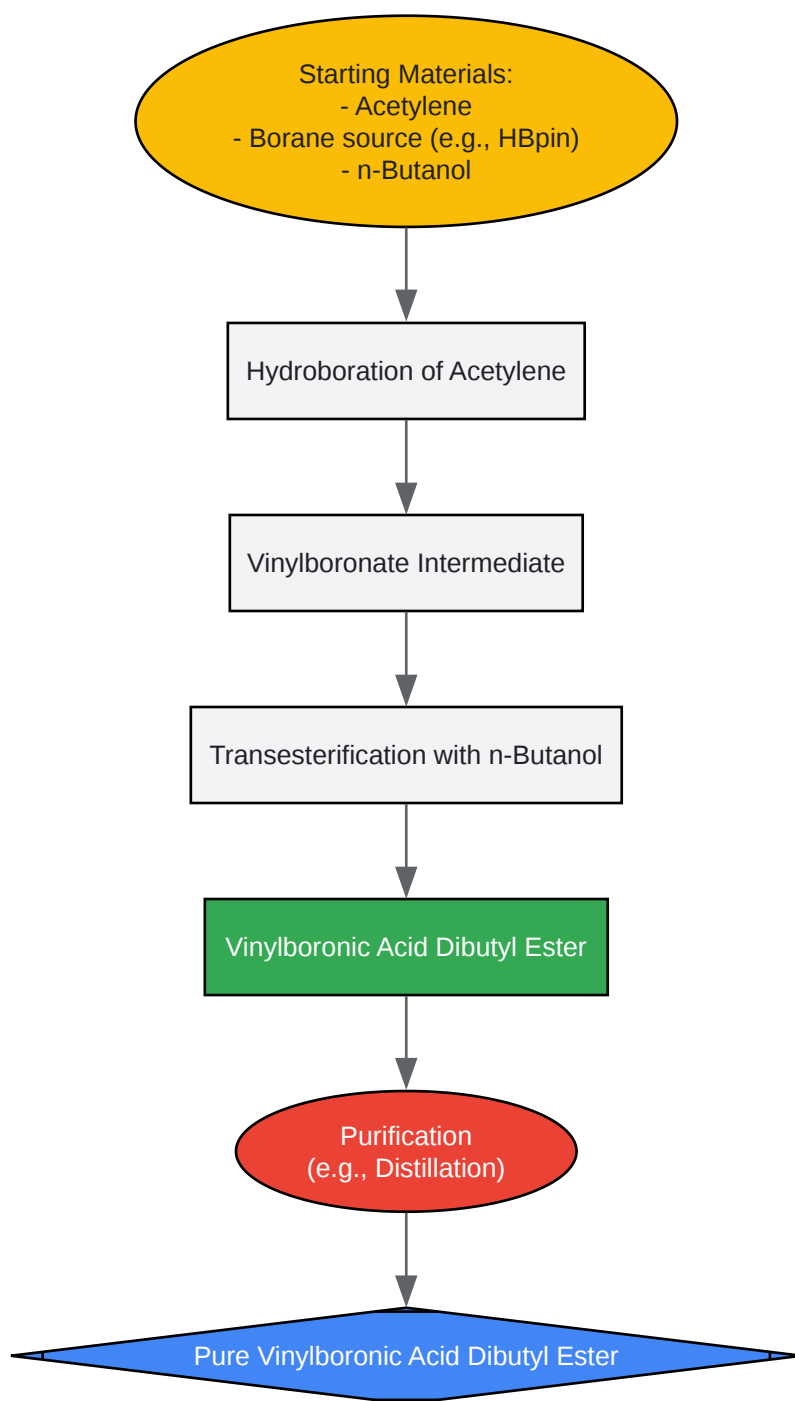 Starting Materials:
- Acetylene
- Borane source (e.g., HBpin)
- n-Butanol
Hydroboration of Acetylene
Vinylboronate Intermediate
Transesterification with n-Butanol
Vinylboronic Acid Dibutyl Ester
Purification
(e.g., Distillation)
Pure Vinylboronic Acid Dibutyl Ester